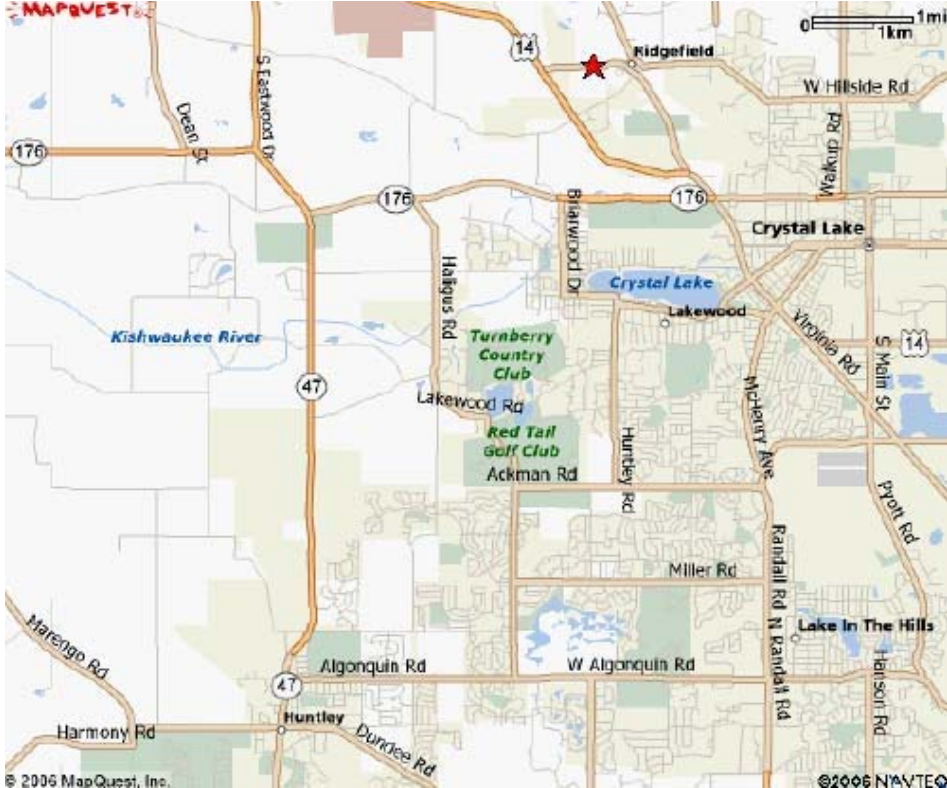 MAPQUEST
0 1mi
1km
14
Ridgefield
W Hillside Rd
S Eastwood Dr
Dean St
Walkup Rd
176
176
176
Briarwood Dr
Crystal Lake
Haligus Rd
Crystal Lake
Lakewood
Kishwaukee River
Turnberry
Country
Club
Virginia Rd
14
S Main St
47
Lakewood Rd
McHenry Ave
Red Tail
Golf Club
Huntley Rd
Ackman Rd
Pyott Rd
Randall Rd
Miller Rd
Marengo Rd
N Randall Rd
Lake In The Hills
Algonquin Rd
W Algonquin Rd
Hanson Rd
47
Huntley
Harmony Rd
Dundee Rd
© 2006 MapQuest, Inc.
©2006 NAVTEQ